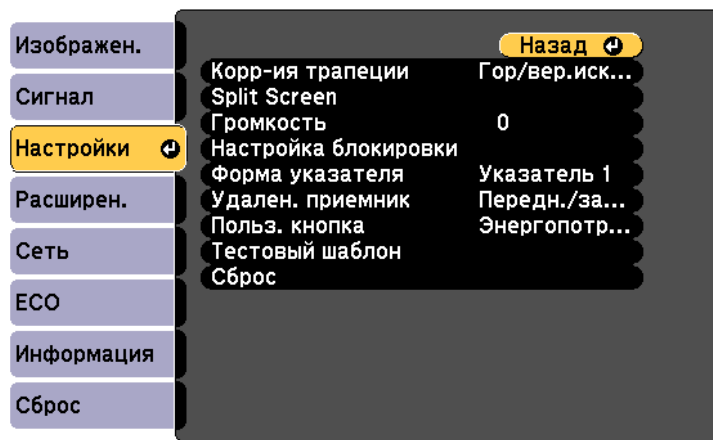 Изображен.
Сигнал
Настройки
Расширен.
Сеть
ECO
Информация
Сброс
Назад
Корр-ия трапеции Гор/вер.иск...
Split Screen
Громкость 0
Настройка блокировки
Форма указателя Указатель 1
Удален. приемник Передн./за...
Польз. кнопка Энергопотр...
Тестовый шаблон
Сброс